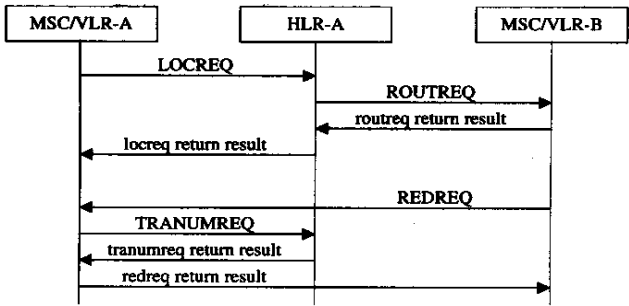 MSC/VLR-A HLR-A MSC/VLR-B
LOCREQ
ROUTREQ
routreq return result
locreq return result
REDREQ
TRANUMREQ
tranumreq return result
redreq return result